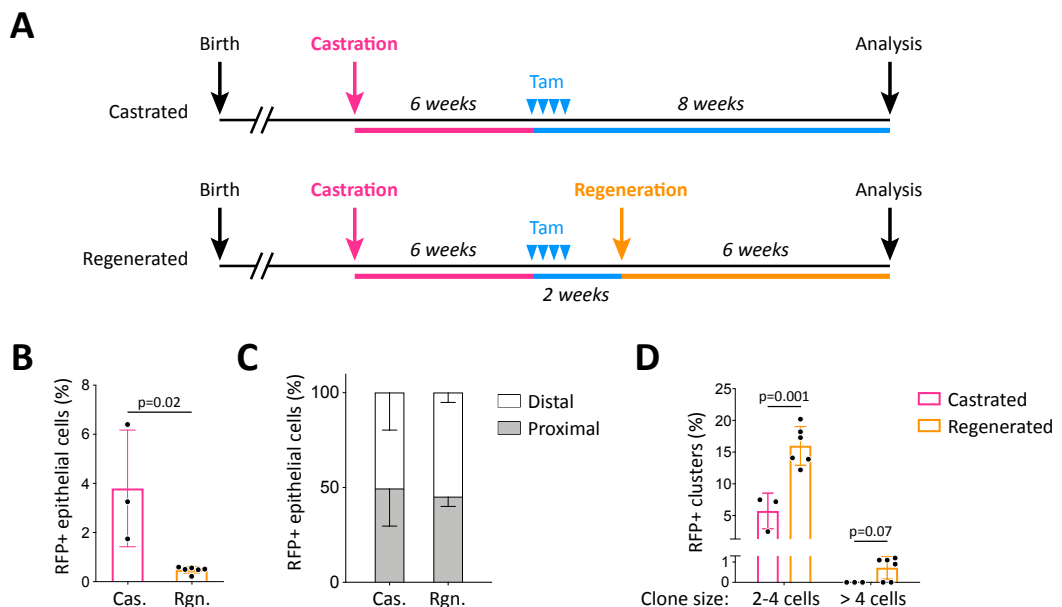 A
Birth
Castration
Analysis
Tam
6 weeks
8 weeks
Castrated
Birth
Castration
Regeneration
Analysis
Tam
6 weeks
6 weeks
Regenerated
2 weeks
B
RFP+ epithelial cells (%)
8
6
4
2
0
p=0.02
Cas.
Rgn.
C
RFP+ epithelial cells (%)
100
50
0
Cas.
Rgn.
Distal
Proximal
D
RFP+ clusters (%)
25
20
15
10
5
1
0
p=0.001
p=0.07
Clone size:
2-4 cells
> 4 cells
Castrated
Regenerated